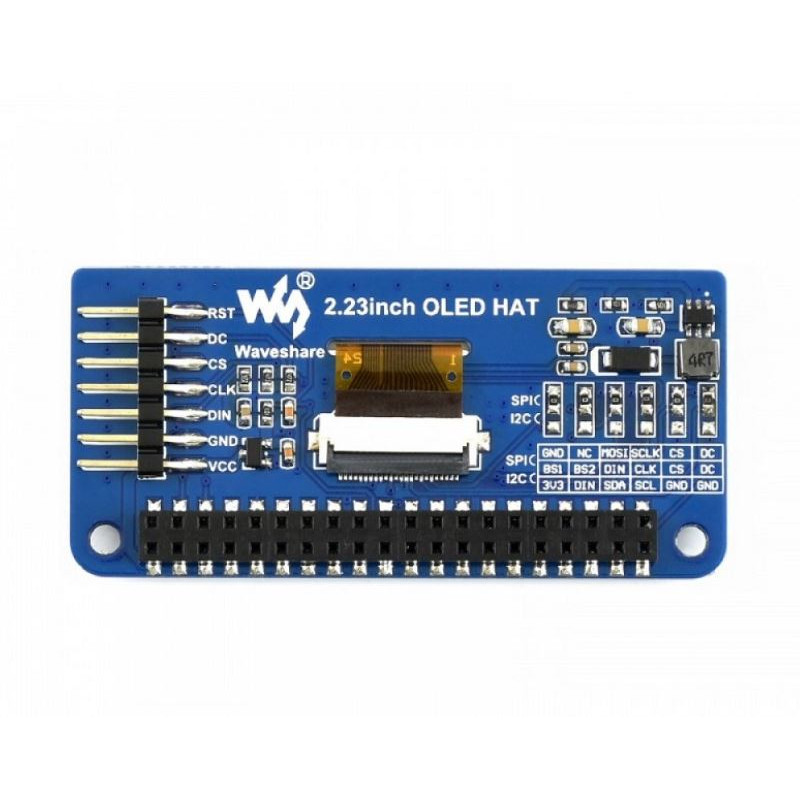 ®
2.23inch OLED HAT
Waveshare
RST
DC
CS
CLK
DIN
GND
VCC
24
1
4R7
SPI
I2C
SPI
I2C
GND NC MOSI SCLK CS DC
BS1 BS2 DIN CLK CS DC
3V3 DIN SDA SCL GND GND